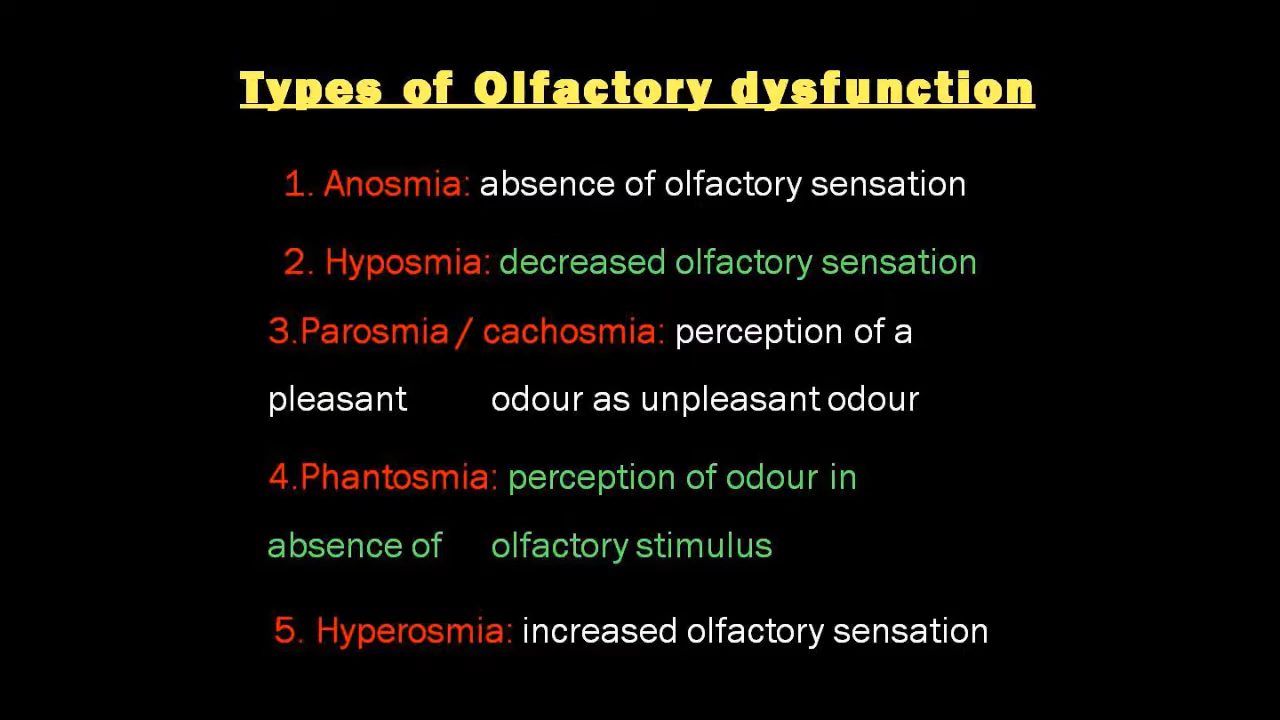 Types of Olfactory dysfunction
1. Anosmia: absence of olfactory sensation
2. Hyposmia: decreased olfactory sensation
3.Parosmia / cachosmia: perception of a
pleasant odour as unpleasant odour
4.Phantosmia: perception of odour in
absence of olfactory stimulus
5. Hyperosmia: increased olfactory sensation